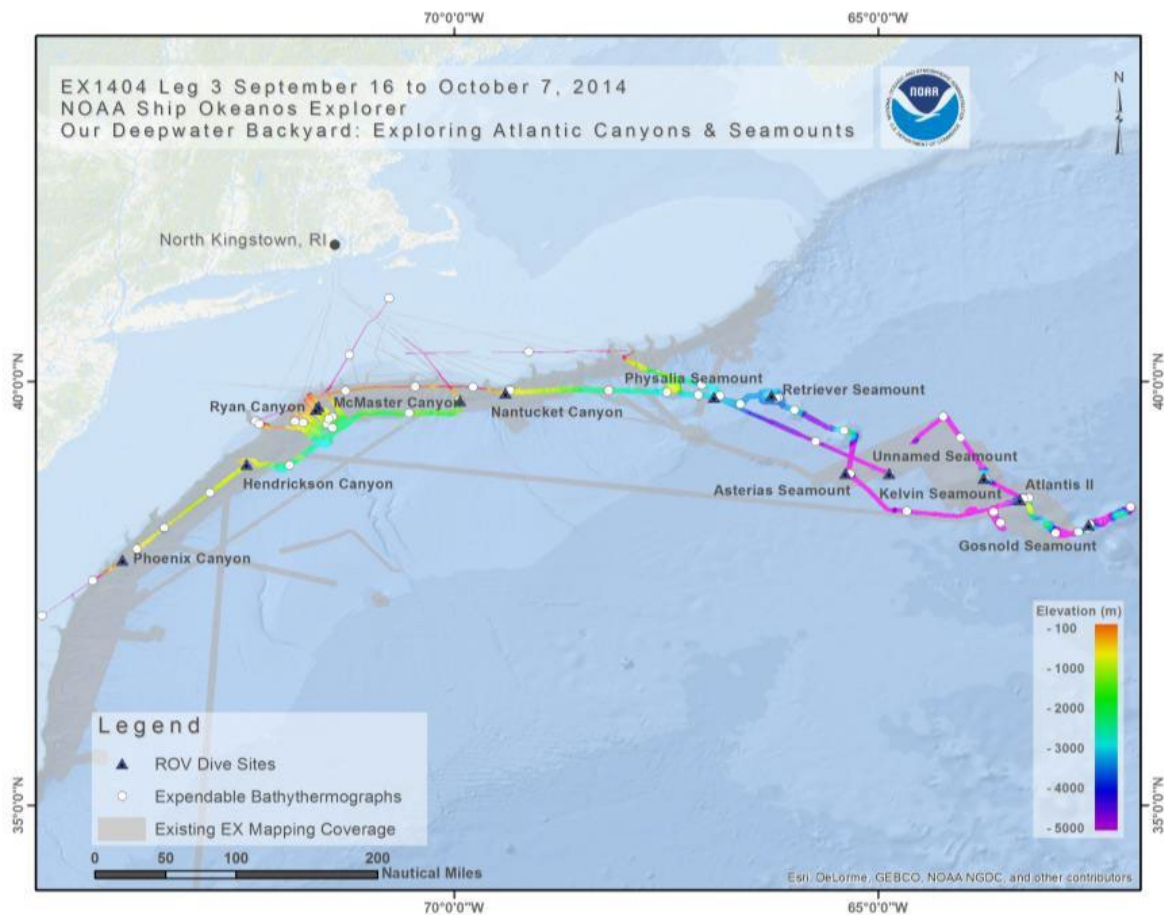 70°0'0"W
65°0'0"W
EX1404 Leg 3 September 16 to October 7, 2014
NOAA Ship Okeanos Explorer
Our Deepwater Backyard: Exploring Atlantic Canyons & Seamounts
NOAA
N
North Kingstown, RI
40°0'0"N
40°0'0"N
Physalia Seamount
Retriever Seamount
Ryan Canyon
McMaster Canyon
Nantucket Canyon
Unnamed Seamount
Hendrickson Canyon
Asterias Seamount
Kelvin Seamount
Atlantis II
Gosnold Seamount
Phoenix Canyon
Elevation (m)
- 100
- 1000
- 2000
- 3000
- 4000
- 5000
Legend
ROV Dive Sites
Expendable Bathythermographs
Existing EX Mapping Coverage
35°0'0"N
35°0'0"N
0 50 100 200
Nautical Miles
Esri, DeLorme, GEBCO, NOAA NGDC, and other contributors
70°0'0"W
65°0'0"W